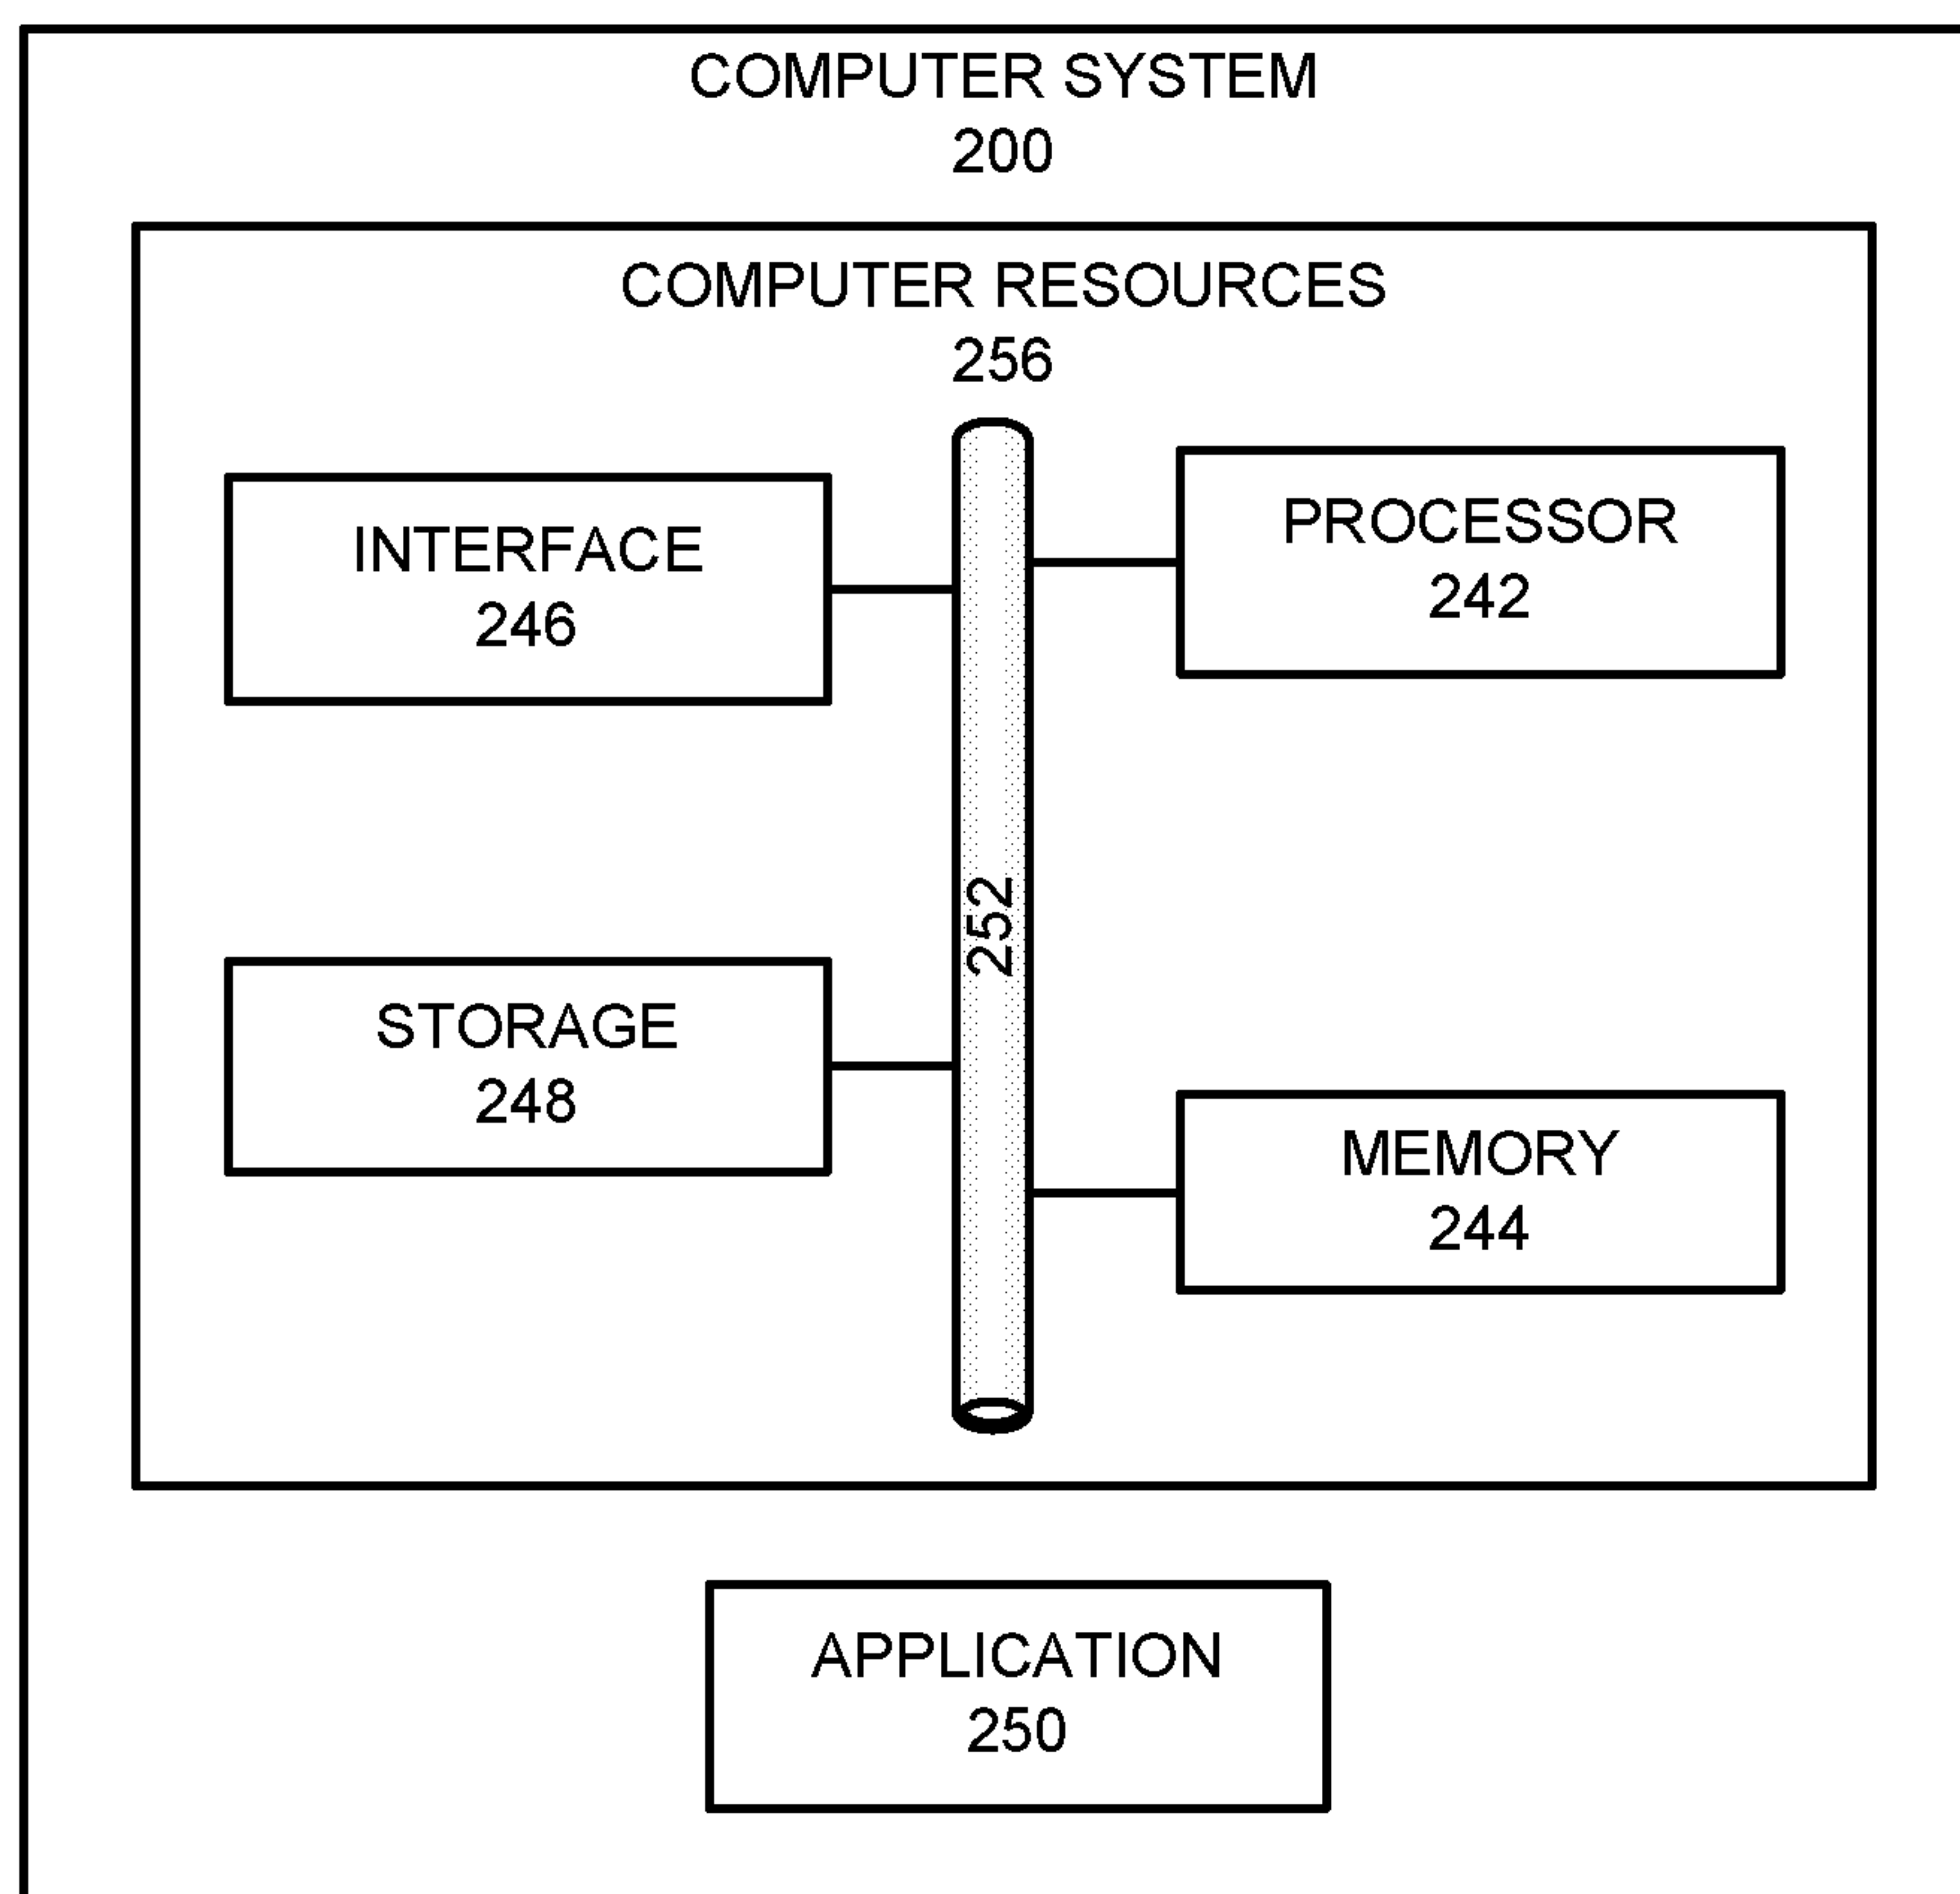 COMPUTER SYSTEM
200
COMPUTER RESOURCES
256
INTERFACE
246
PROCESSOR
242
252
STORAGE
248
MEMORY
244
APPLICATION
250